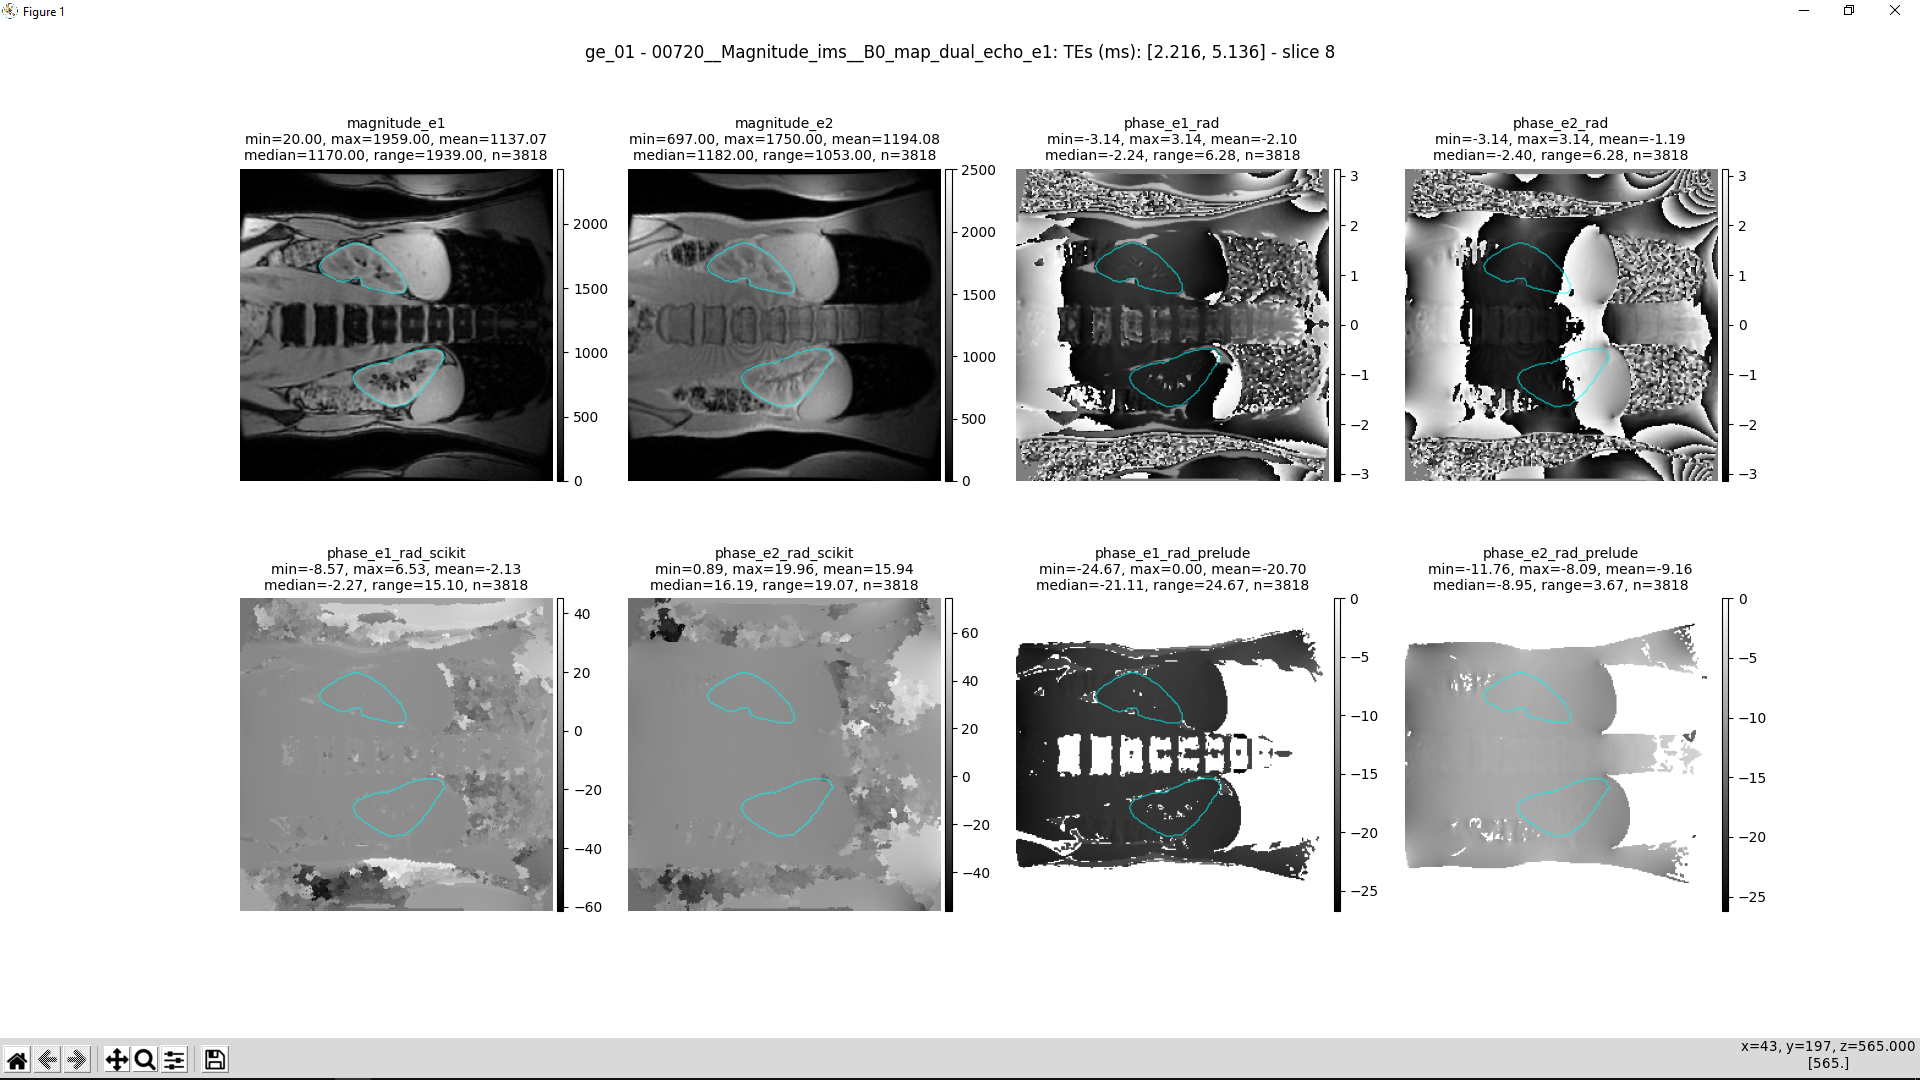 Figure 1
ge_01 - 00720__Magnitude_ims__B0_map_dual_echo_e1: TEs (ms): [2.216, 5.136] - slice 8
magnitude_e1
min=20.00, max=1959.00, mean=1137.07
median=1170.00, range=1939.00, n=3818
2000
1500
1000
500
0
magnitude_e2
min=697.00, max=1750.00, mean=1194.08
median=1182.00, range=1053.00, n=3818
2500
2000
1500
1000
500
0
phase_e1_rad
min=-3.14, max=3.14, mean=-2.10
median=-2.24, range=6.28, n=3818
3
2
1
0
−1
−2
−3
phase_e2_rad
min=-3.14, max=3.14, mean=-1.19
median=-2.40, range=6.28, n=3818
3
2
1
0
−1
−2
−3
phase_e1_rad_scikit
min=-8.57, max=6.53, mean=-2.13
median=-2.27, range=15.10, n=3818
40
20
0
−20
−40
−60
phase_e2_rad_scikit
min=0.89, max=19.96, mean=15.94
median=16.19, range=19.07, n=3818
60
40
20
0
−20
−40
phase_e1_rad_prelude
min=-24.67, max=0.00, mean=-20.70
median=-21.11, range=24.67, n=3818
0
−5
−10
−15
−20
−25
phase_e2_rad_prelude
min=-11.76, max=-8.09, mean=-9.16
median=-8.95, range=3.67, n=3818
0
−5
−10
−15
−20
−25
x=43, y=197, z=565.000
[565.]